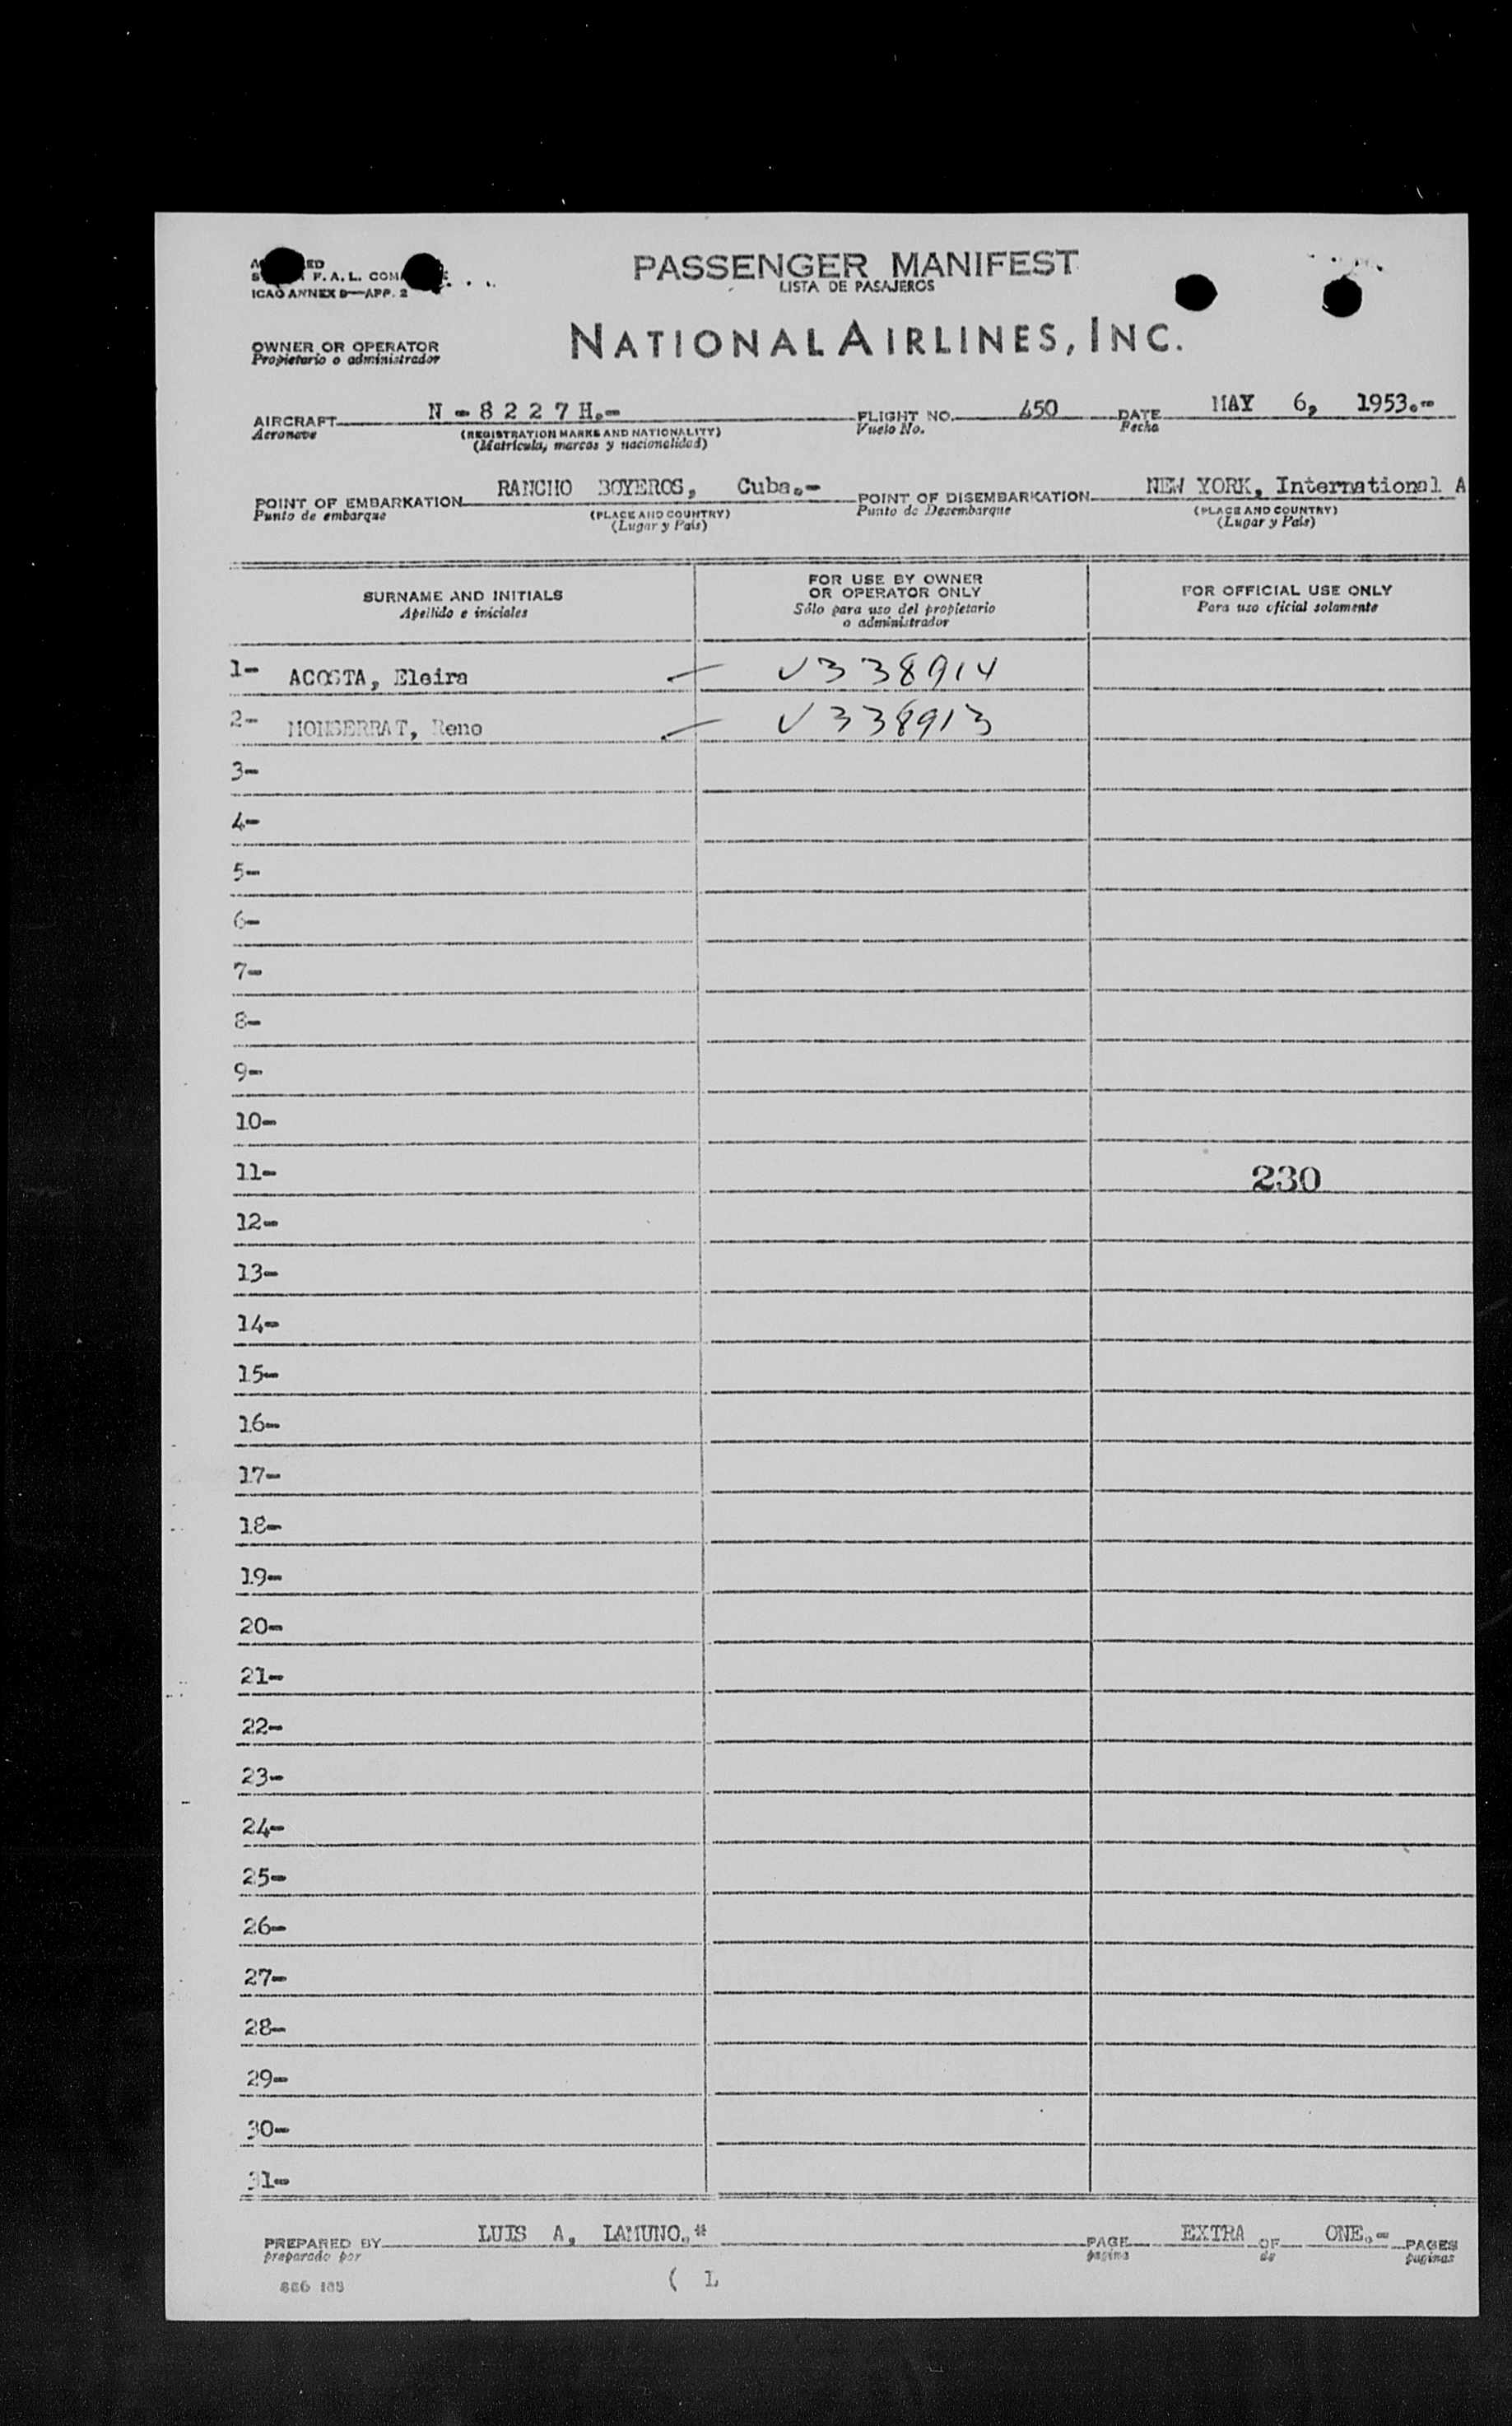 PASSENGER MANIFEST
LISTA DE PASAJEROS
F. A. L.
ICAO ANNEX 9—APP. 2
NATIONAL AIRLINES, INC.
OWNER OR OPERATOR
Propietario o administrador
AIRCRAFT N - 8 2 2 7 H.- FLIGHT NO. 450 DATE MAY 6, 1953.-
Aeronave (REGISTRATION MARKS AND NATIONALITY) Vuelo No. Fecha
(Matrícula, marcas y nacionalidad)
POINT OF EMBARKATION RANCHO BOYEROS, Cuba.- POINT OF DISEMBARKATION NEW YORK, International A
Punto de embarque (PLACE AND COUNTRY) Punto de Desembarque (PLACE AND COUNTRY)
(Lugar y País) (Lugar y País)
SURNAME AND INITIALS
Apellido e iniciales
FOR USE BY OWNER
OR OPERATOR ONLY
Sólo para uso del propietario
o administrador
FOR OFFICIAL USE ONLY
Para uso oficial solamente
1- ACOSTA, Eleira V338914
2- MONSERRAT, Rene V338913
3-
4-
5-
6-
7-
8-
9-
10-
11- 230
12-
13-
14-
15-
16-
17-
18-
19-
20-
21-
22-
23-
24-
25-
26-
27-
28-
29-
30-
31-
PREPARED BY LUIS A, LAMUNO.,* PAGE EXTRA OF ONE.- PAGES
preparado por página de páginas
( L